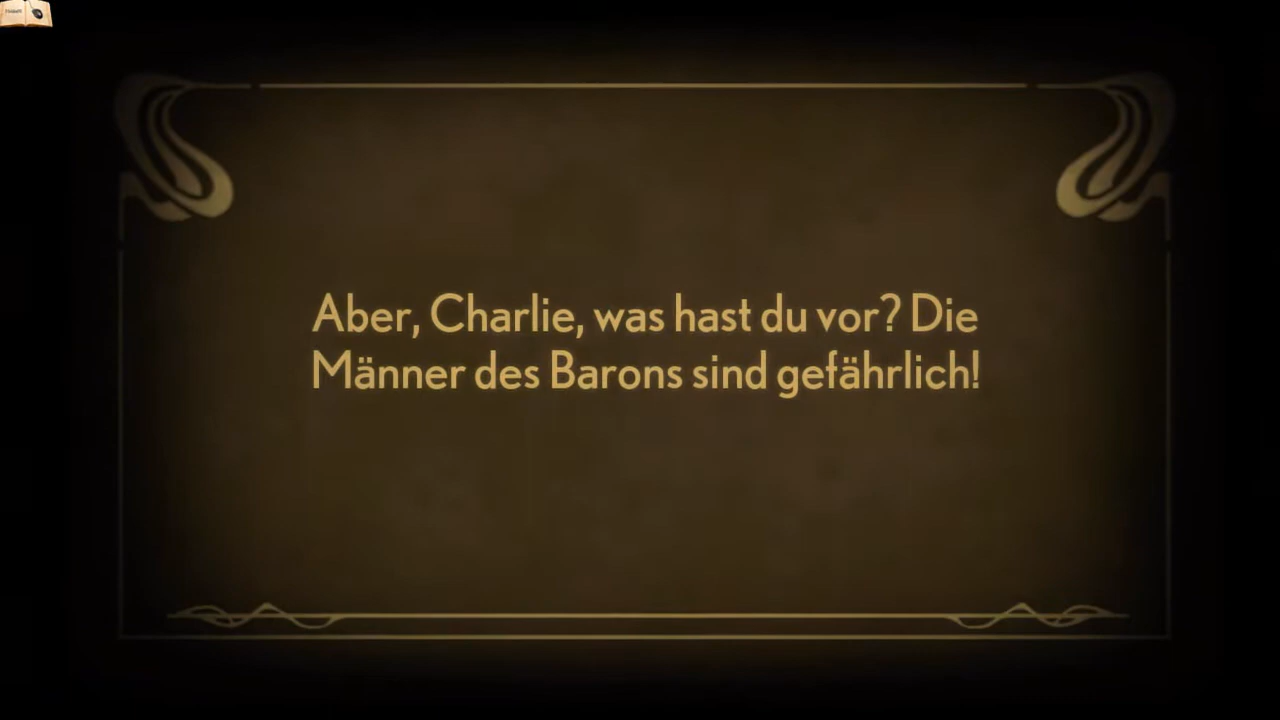 Aber, Charlie, was hast du vor? Die
Männer des Barons sind gefährlich!